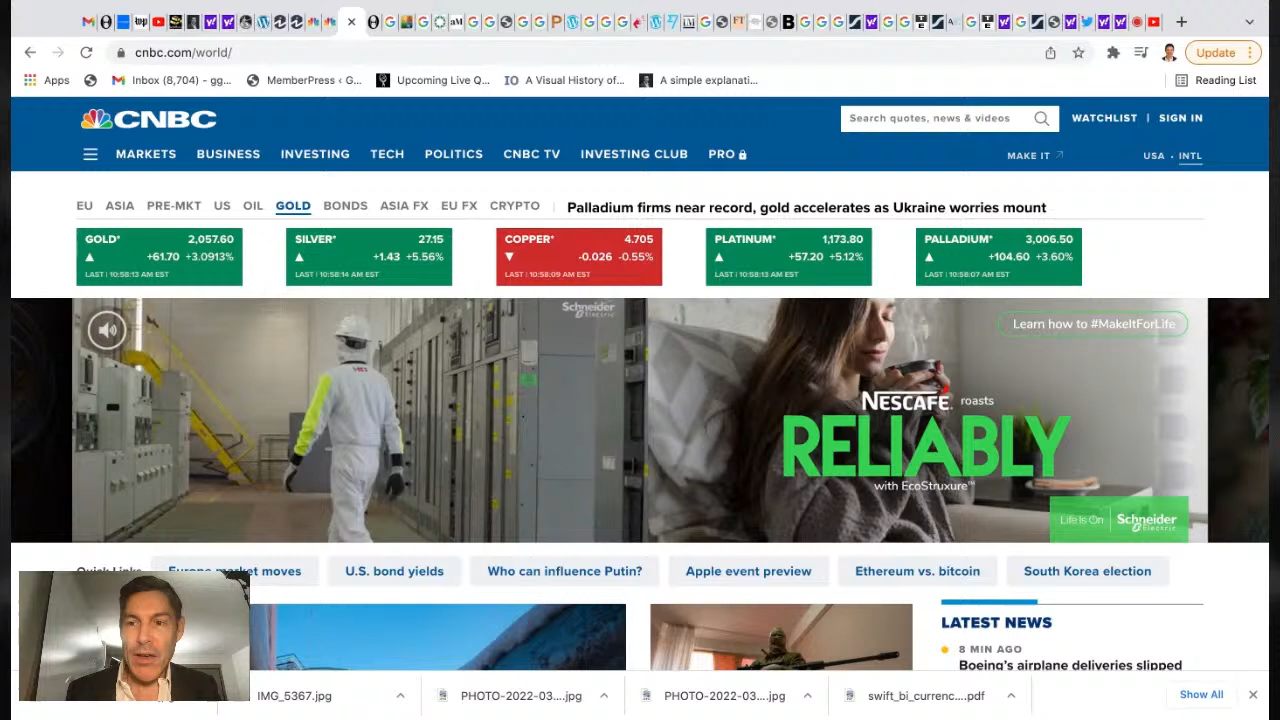 cnbc.com/world/
Update
Apps
Inbox (8,704) - gg...
MemberPress ‹ G...
Upcoming Live Q...
IO A Visual History of...
A simple explanati...
Reading List
CNBC
Search quotes, news & videos
WATCHLIST | SIGN IN
MARKETS BUSINESS INVESTING TECH POLITICS CNBC TV INVESTING CLUB PRO
MAKE IT
USA • INTL
EU ASIA PRE-MKT US OIL GOLD BONDS ASIA FX EU FX CRYPTO
Palladium firms near record, gold accelerates as Ukraine worries mount
GOLD* 2,057.60
+61.70 +3.0913%
LAST | 10:58:13 AM EST
SILVER* 27.15
+1.43 +5.56%
LAST | 10:58:14 AM EST
COPPER* 4.705
-0.026 -0.55%
LAST | 10:58:09 AM EST
PLATINUM* 1,173.80
+57.20 +5.12%
LAST | 10:58:13 AM EST
PALLADIUM* 3,006.50
+104.60 +3.60%
LAST | 10:58:07 AM EST
Schneider
Electric
Learn how to #MakeItForLife
NESCAFÉ. roasts
RELIABLY
with EcoStruxure™
Life Is On | Schneider
Electric
Quick Links
Europe market moves
U.S. bond yields
Who can influence Putin?
Apple event preview
Ethereum vs. bitcoin
South Korea election
LATEST NEWS
8 MIN AGO
Boeing's airplane deliveries slipped
IMG_5367.jpg
PHOTO-2022-03....jpg
PHOTO-2022-03....jpg
swift_bi_currenc....pdf
Show All